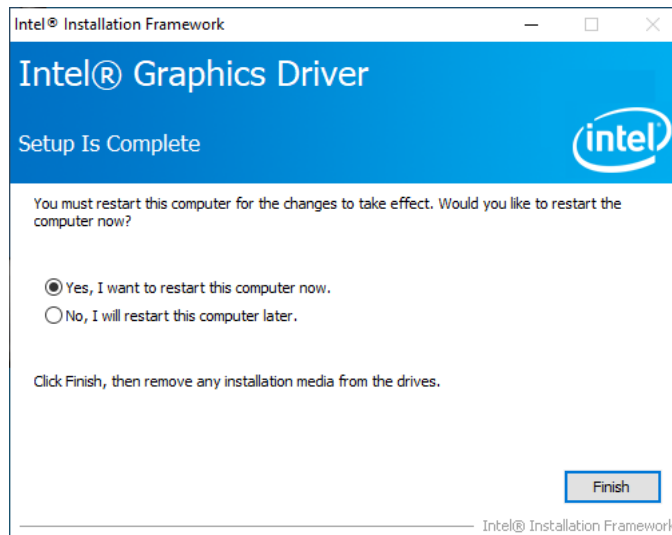 Intel® Installation Framework
Intel® Graphics Driver
Setup Is Complete
intel
You must restart this computer for the changes to take effect. Would you like to restart the
computer now?
Yes, I want to restart this computer now.
No, I will restart this computer later.
Click Finish, then remove any installation media from the drives.
Finish
Intel® Installation Framework